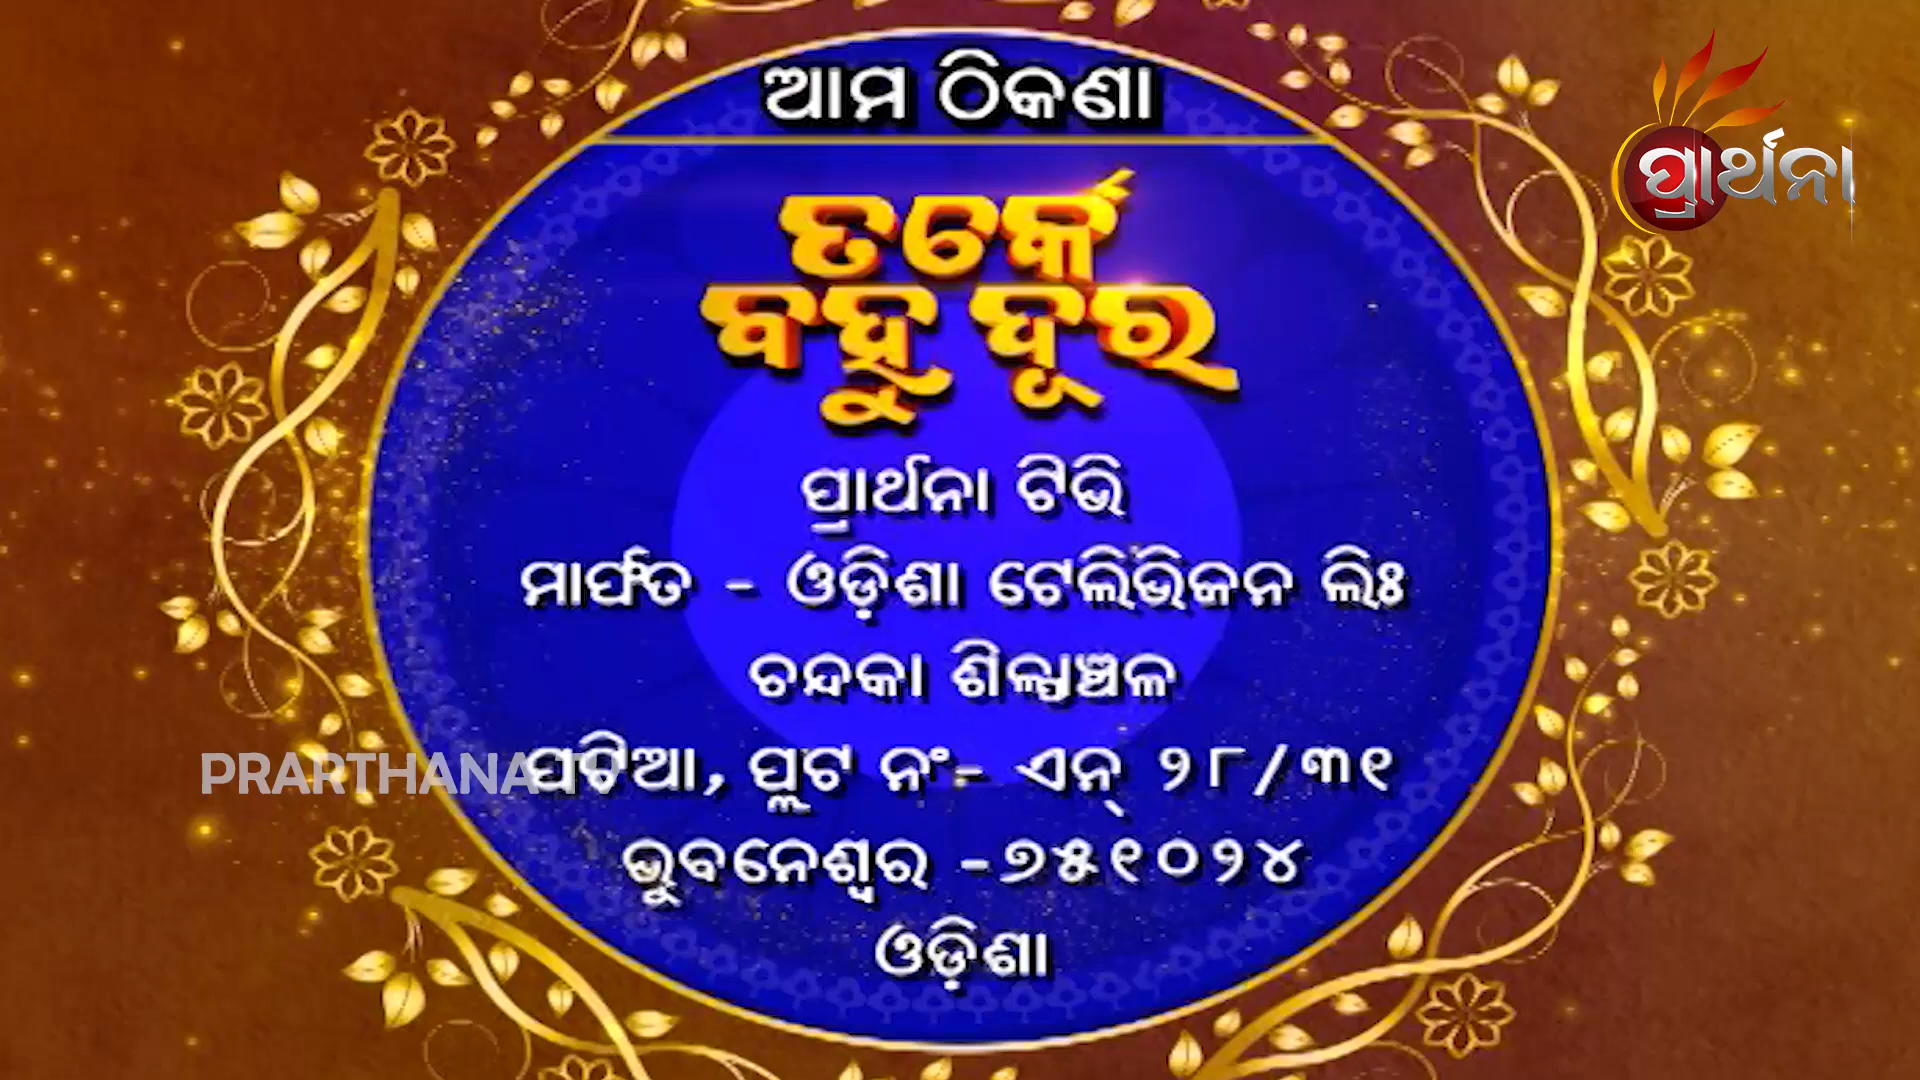 ଆମ ଠିକଣା
ପ୍ରାର୍ଥନା
ତର୍କେ
ବହୁ ଦୂର
ପ୍ରାର୍ଥନା ଟିଭି
ମାର୍ଫତ - ଓଡ଼ିଶା ଟେଲିଭିଜନ ଲିଃ
ଚନ୍ଦକା ଶିଳ୍ପାଞ୍ଚଳ
PRARTHANA TV
ପଟିଆ, ପ୍ଲଟ ନଂ- ଏନ୍ ୨୮/୩୧
ଭୁବନେଶ୍ୱର -୭୫୧୦୨୪
ଓଡ଼ିଶା